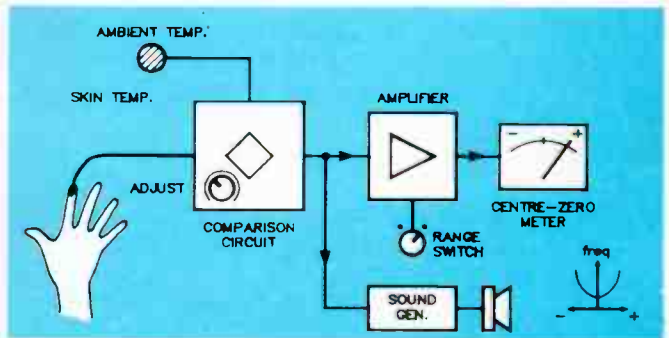 AMBIENT TEMP.
SKIN TEMP.
AMPLIFIER
- +
ADJUST
COMPARISON
CIRCUIT
CENTRE-ZERO
METER
RANGE
SWITCH
freq
SOUND
GEN.
- +